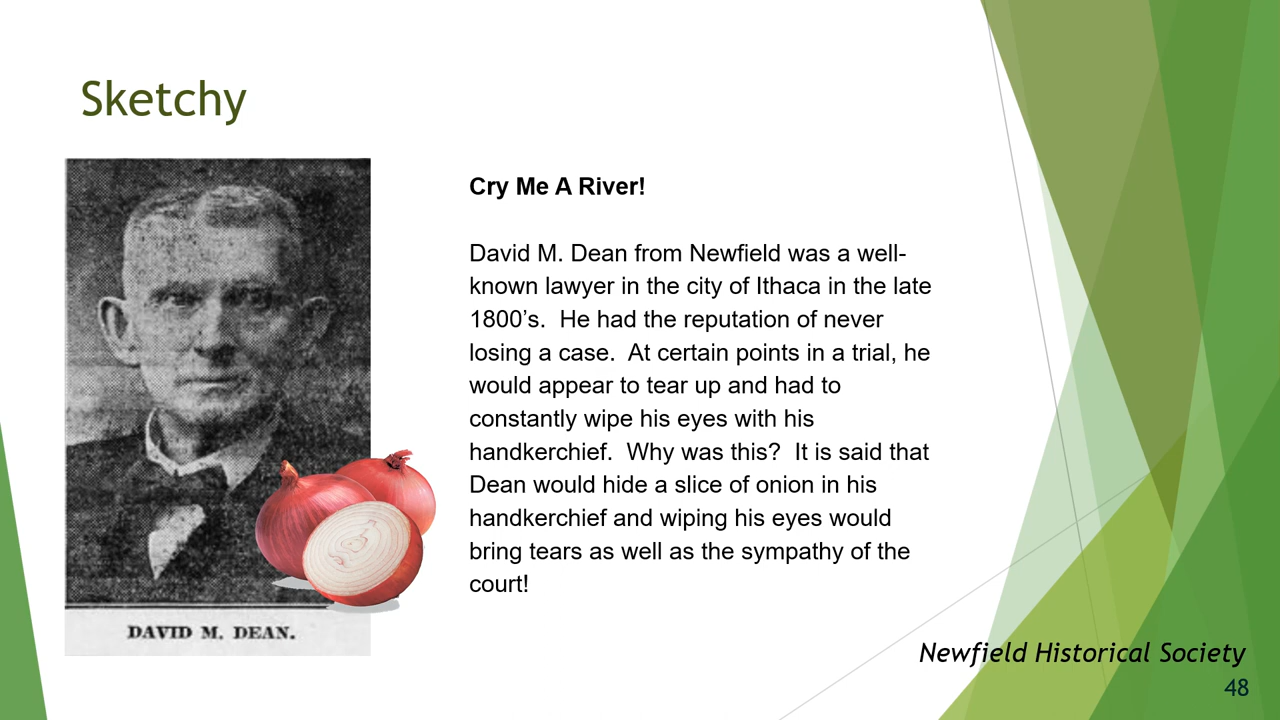 Sketchy
Cry Me A River!
David M. Dean from Newfield was a well-
known lawyer in the city of Ithaca in the late
1800’s.  He had the reputation of never
losing a case.  At certain points in a trial, he
would appear to tear up and had to
constantly wipe his eyes with his
handkerchief.  Why was this?  It is said that
Dean would hide a slice of onion in his
handkerchief and wiping his eyes would
bring tears as well as the sympathy of the
court!
DAVID M. DEAN.
Newfield Historical Society
48